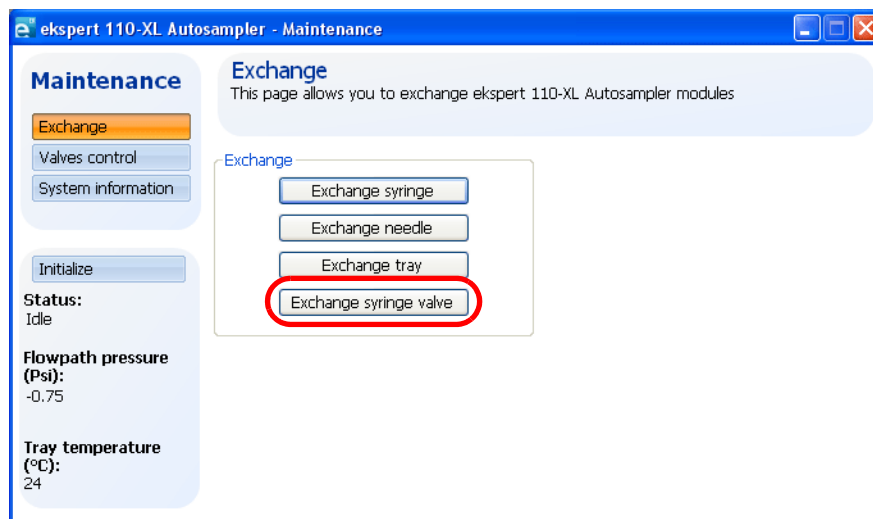 ekspert 110-XL Autosampler - Maintenance
Maintenance
Exchange
Valves control
System information
Initialize
Status:
Idle
Flowpath pressure
(Psi):
-0.75
Tray temperature
(°C):
24
Exchange
This page allows you to exchange ekspert 110-XL Autosampler modules
Exchange
Exchange syringe
Exchange needle
Exchange tray
Exchange syringe valve